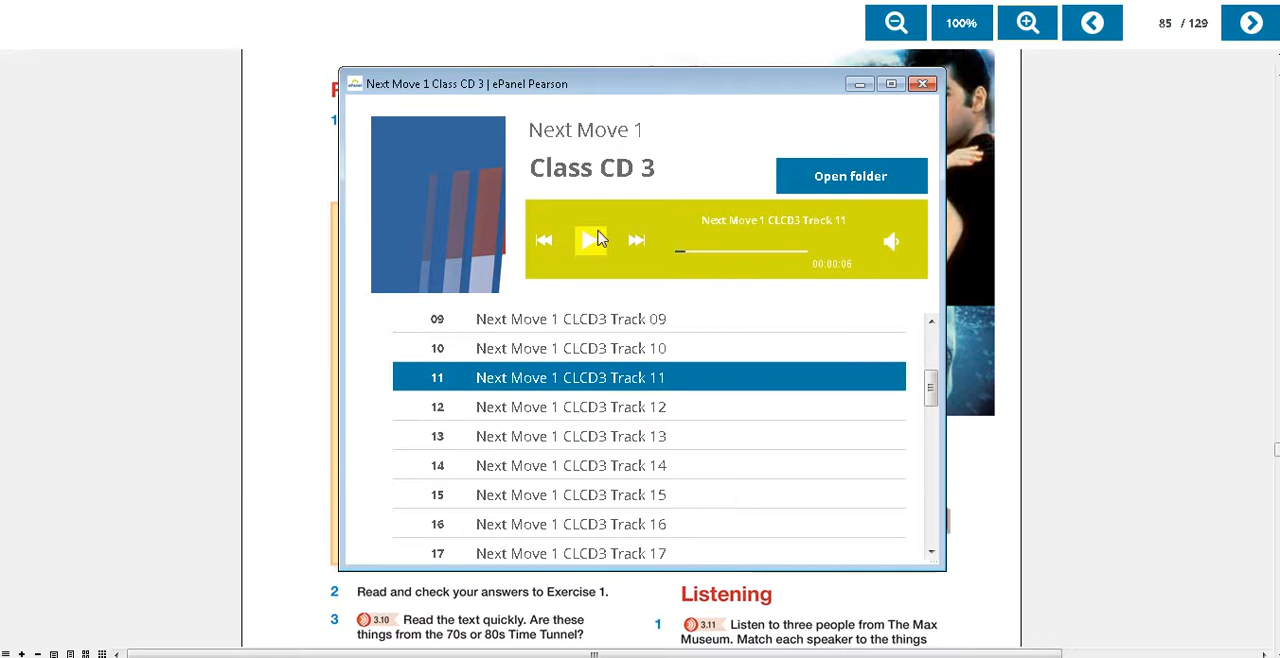 100%
85 / 129
Next Move 1 Class CD 3 | ePanel Pearson
Next Move 1
Class CD 3
Open folder
Next Move 1 CLCD3 Track 11
00:00:06
09 Next Move 1 CLCD3 Track 09
10 Next Move 1 CLCD3 Track 10
11 Next Move 1 CLCD3 Track 11
12 Next Move 1 CLCD3 Track 12
13 Next Move 1 CLCD3 Track 13
14 Next Move 1 CLCD3 Track 14
15 Next Move 1 CLCD3 Track 15
16 Next Move 1 CLCD3 Track 16
17 Next Move 1 CLCD3 Track 17
1
2 Read and check your answers to Exercise 1.
3 3.10 Read the text quickly. Are these
things from the 70s or 80s Time Tunnel?
Listening
1 3.11 Listen to three people from The Max
Museum. Match each speaker to the things